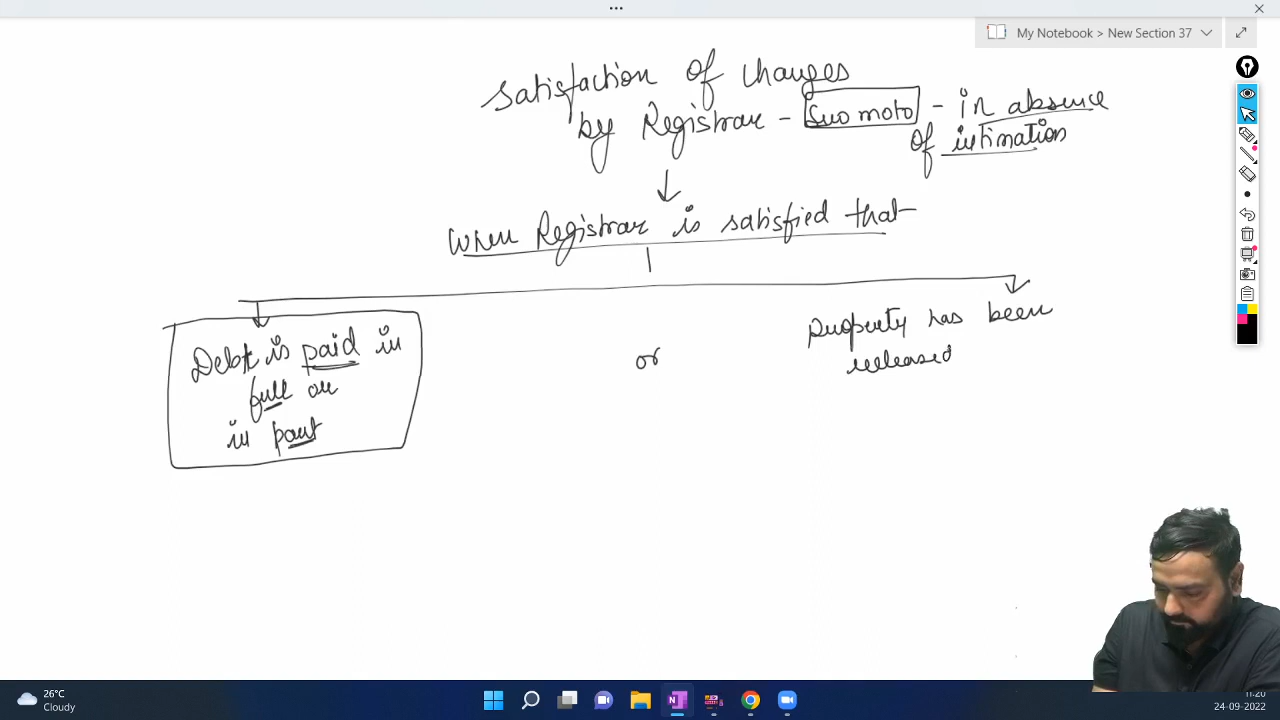 My Notebook > New Section 37
Satisfaction of Charges
by Registrar - Suo moto - in absence
of intimation
When Registrar is satisfied that
Debt is paid in
full or
in part
or
Property has been
released
26°C
Cloudy
11:20
24-09-2022